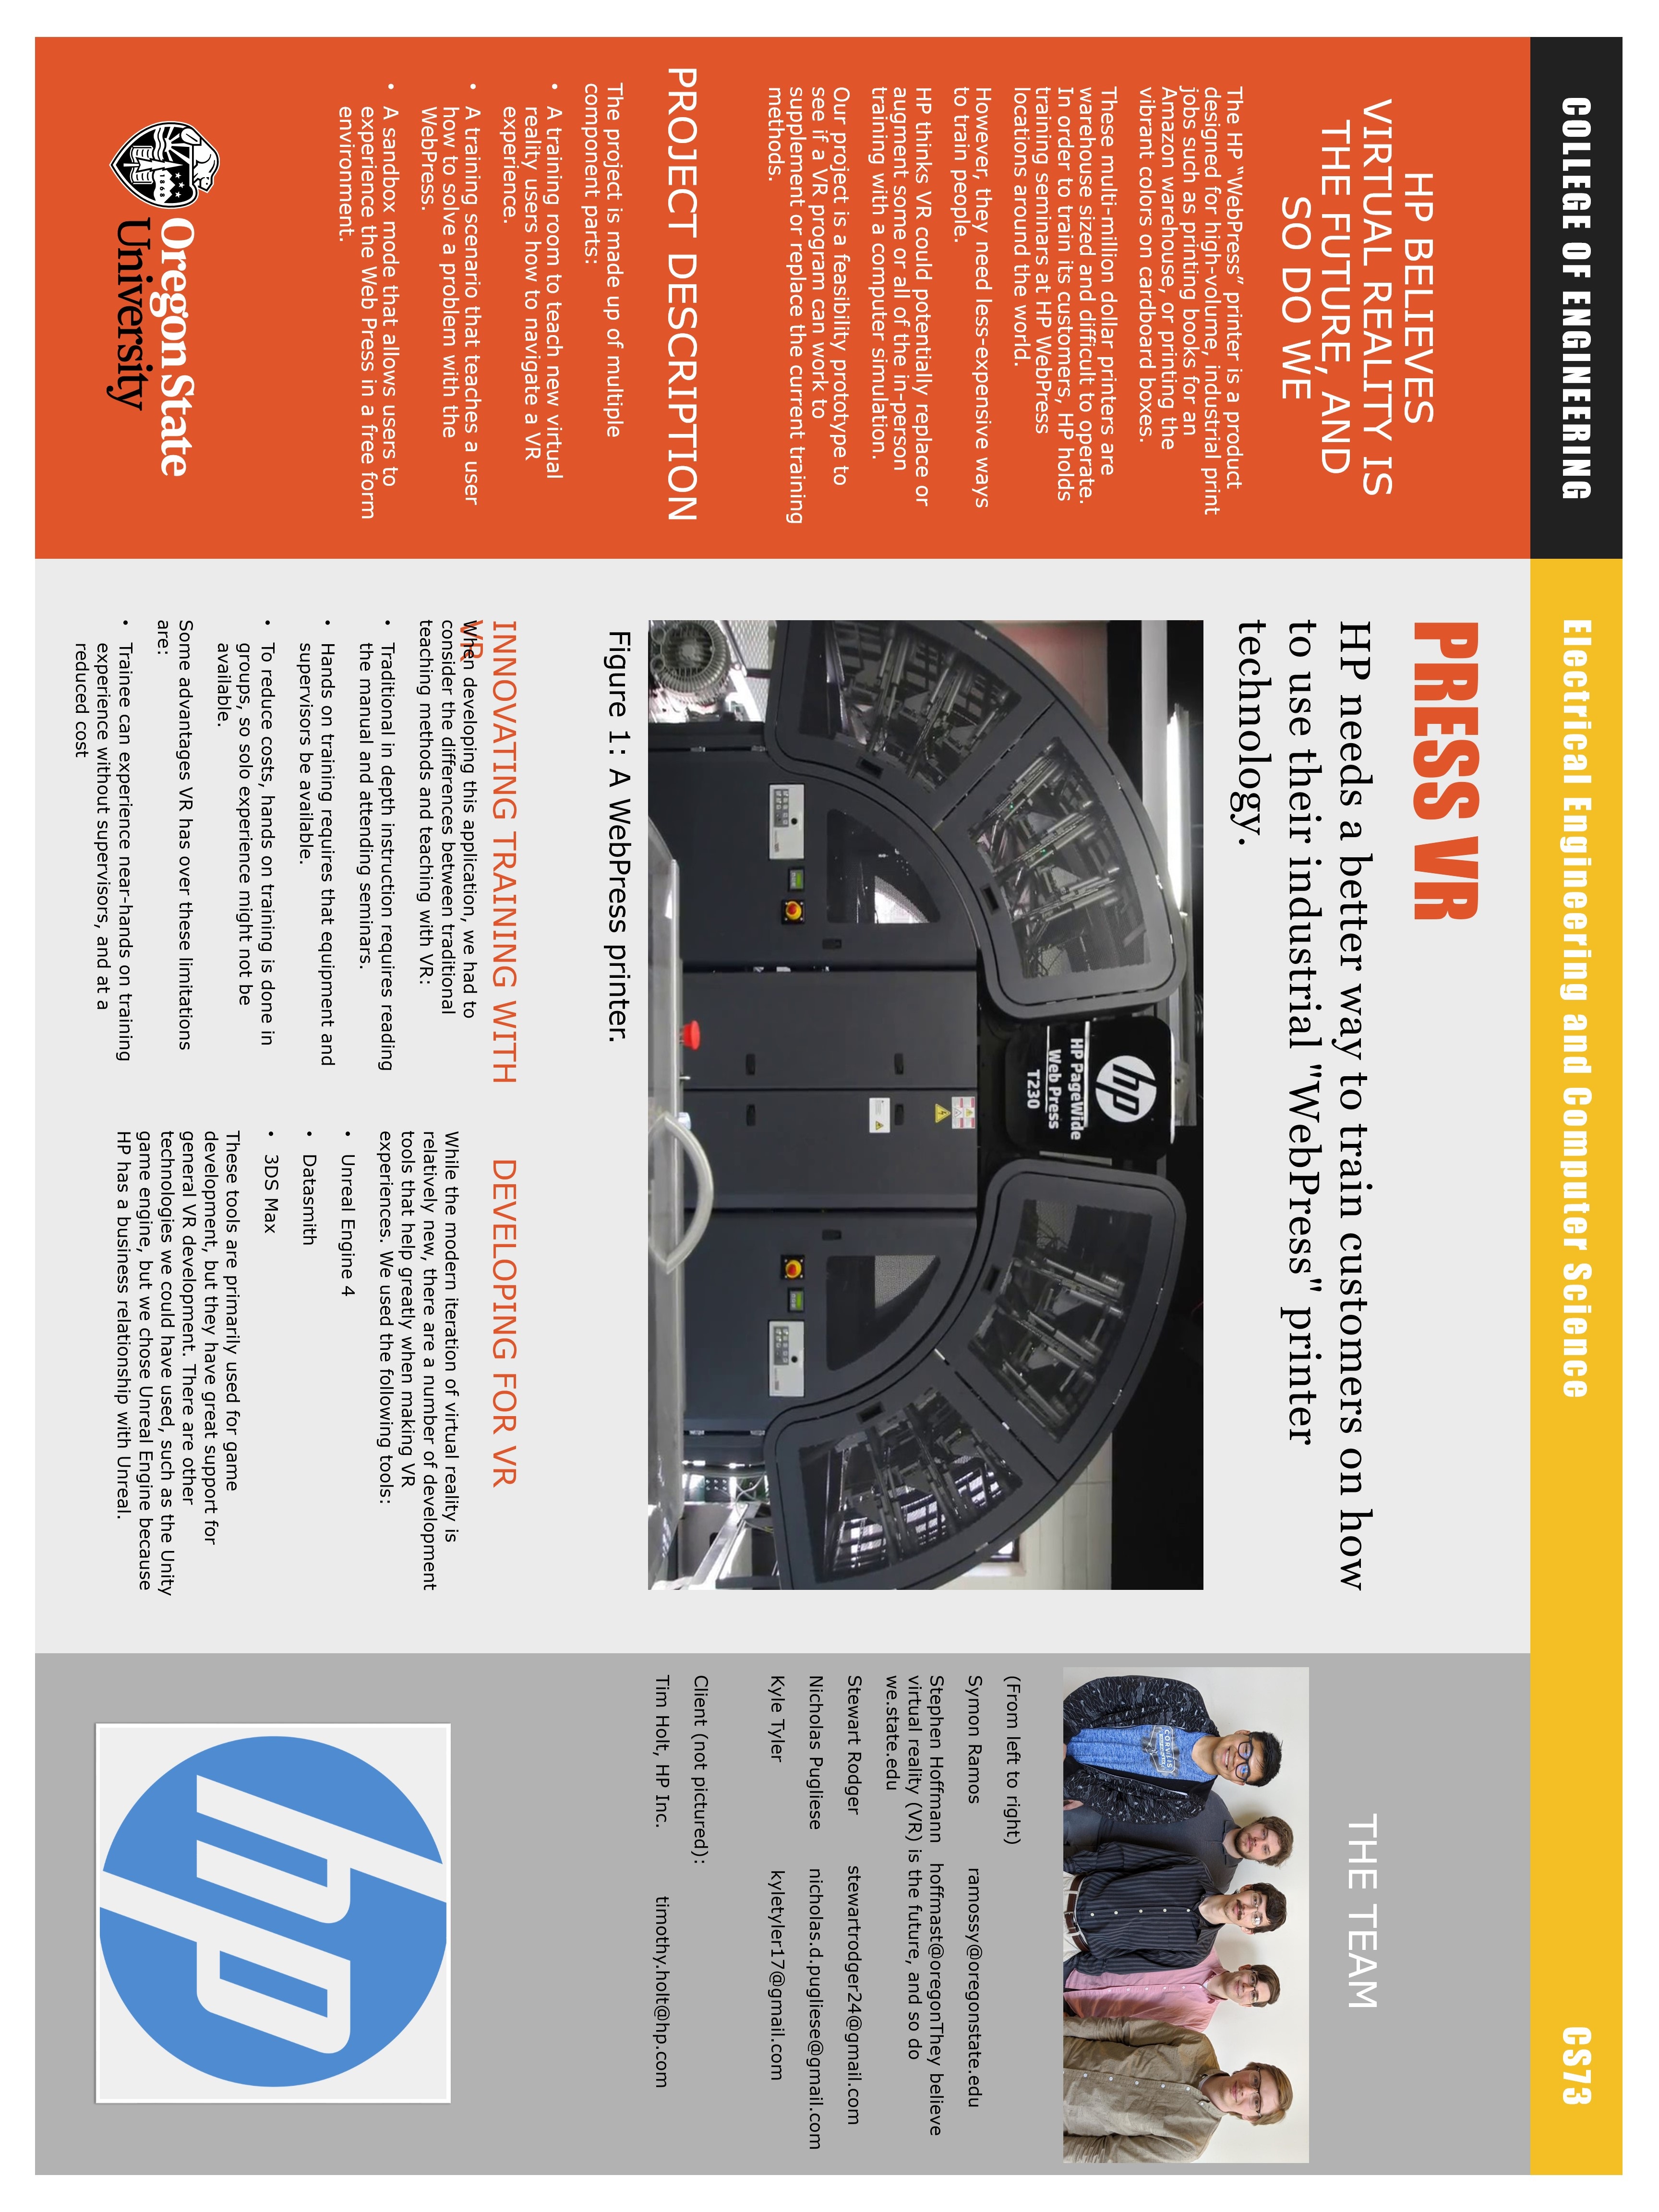 COLLEGE OF ENGINEERING
Electrical Engineering and Computer Science
CS73
HP BELIEVES
VIRTUAL REALITY IS
THE FUTURE, AND
SO DO WE
The HP “WebPress” printer is a product
designed for high-volume, industrial print
jobs such as printing books for an
Amazon warehouse, or printing the
vibrant colors on cardboard boxes.
These multi-million dollar printers are
warehouse sized and difficult to operate.
In order to train its customers, HP holds
training seminars at HP WebPress
locations around the world.
However, they need less-expensive ways
to train people.
HP thinks VR could potentially replace or
augment some or all of the in-person
training with a computer simulation.
Our project is a feasibility prototype to
see if a VR program can work to
supplement or replace the current training
methods.
PROJECT DESCRIPTION
The project is made up of multiple
component parts:
• A training room to teach new virtual
reality users how to navigate a VR
experience.
• A training scenario that teaches a user
how to solve a problem with the
WebPress.
• A sandbox mode that allows users to
experience the Web Press in a free form
environment.
Oregon State
University
PRESS VR
HP needs a better way to train customers on how
to use their industrial "WebPress" printer
technology.
hp
HP PageWide
Web Press
T230
Figure 1: A WebPress printer.
INNOVATING TRAINING WITH
VR
When developing this application, we had to
consider the differences between traditional
teaching methods and teaching with VR:
• Traditional in depth instruction requires reading
the manual and attending seminars.
• Hands on training requires that equipment and
supervisors be available.
• To reduce costs, hands on training is done in
groups, so solo experience might not be
available.
Some advantages VR has over these limitations
are:
• Trainee can experience near-hands on training
experience without supervisors, and at a
reduced cost
DEVELOPING FOR VR
While the modern iteration of virtual reality is
relatively new, there are a number of development
tools that help greatly when making VR
experiences. We used the following tools:
• Unreal Engine 4
• Datasmith
• 3DS Max
These tools are primarily used for game
development, but they have great support for
general VR development. There are other
technologies we could have used, such as the Unity
game engine, but we chose Unreal Engine because
HP has a business relationship with Unreal.
THE TEAM
CORVALLIS
(From left to right)
Symon Ramos ramossy@oregonstate.edu
Stephen Hoffmann hoffmast@oregonThey believe
virtual reality (VR) is the future, and so do
we.state.edu
Stewart Rodger stewartrodger24@gmail.com
Nicholas Pugliese nicholas.d.pugliese@gmail.com
Kyle Tyler kyletyler17@gmail.com
Client (not pictured):
Tim Holt, HP Inc. timothy.holt@hp.com
hp